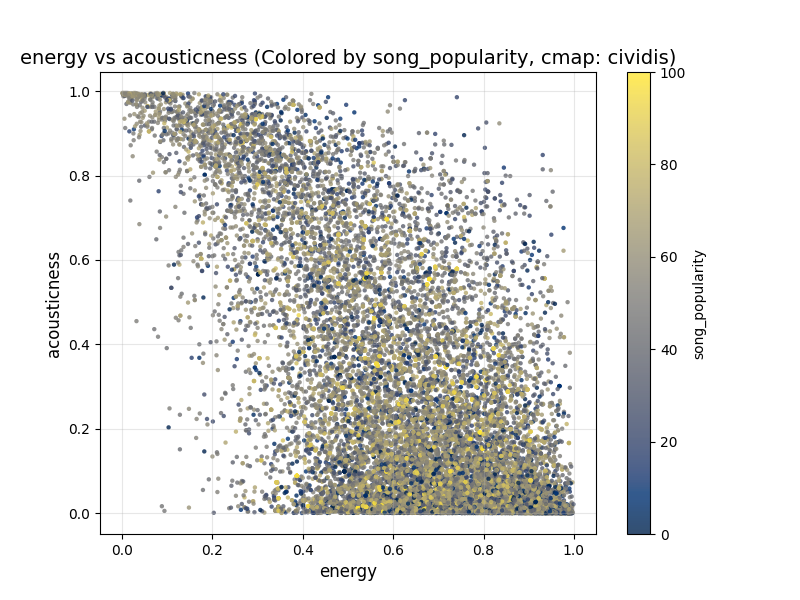 energy vs acousticness (Colored by song_popularity, cmap: cividis)
acousticness
1.0
0.8
0.6
0.4
0.2
0.0
0.0 0.2 0.4 0.6 0.8 1.0
energy
100
80
60
40
20
0
song_popularity